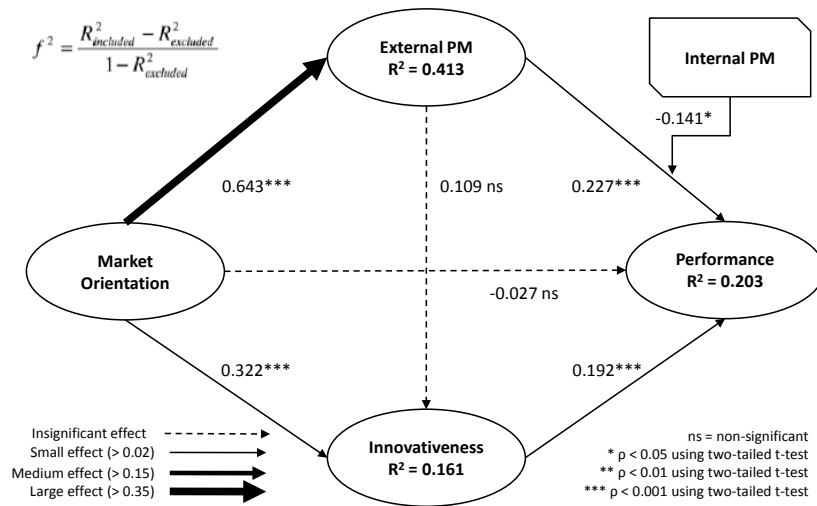 f² = R²included − R²excluded
1 − R²excluded
External PM
R² = 0.413
Internal PM
-0.141*
0.643***
0.109 ns
0.227***
Market
Orientation
Performance
R² = 0.203
-0.027 ns
0.322***
0.192***
Innovativeness
R² = 0.161
Insignificant effect
Small effect (> 0.02)
Medium effect (> 0.15)
Large effect (> 0.35)
ns = non-significant
* ρ < 0.05 using two-tailed t-test
** ρ < 0.01 using two-tailed t-test
*** ρ < 0.001 using two-tailed t-test